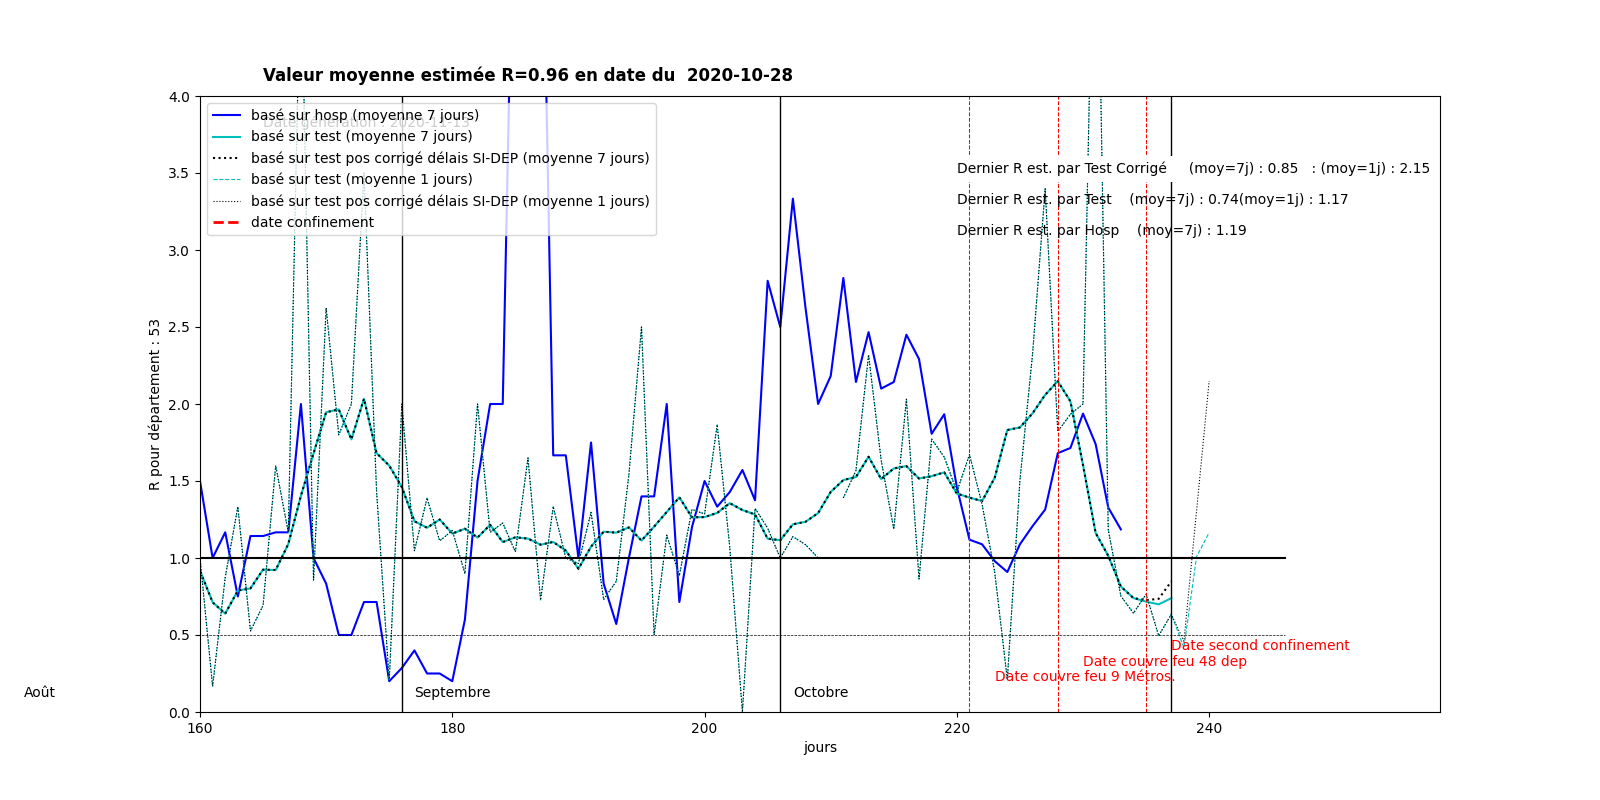 Valeur moyenne estimée R=0.96 en date du  2020-10-28
basé sur hosp (moyenne 7 jours)
basé sur test (moyenne 7 jours)
basé sur test pos corrigé délais SI-DEP (moyenne 7 jours)
basé sur test (moyenne 1 jours)
basé sur test pos corrigé délais SI-DEP (moyenne 1 jours)
date confinement
Dernier R est. par Test Corrigé (moy=7j) : 0.85 : (moy=1j) : 2.15
Dernier R est. par Test (moy=7j) : 0.74(moy=1j) : 1.17
Dernier R est. par Hosp (moy=7j) : 1.19
R pour département : 53
4.0
3.5
3.0
2.5
2.0
1.5
1.0
0.5
0.0
Date second confinement
Date couvre feu 48 dep
Date couvre feu 9 Métros.
Août
Septembre
Octobre
160
180
200
220
240
jours